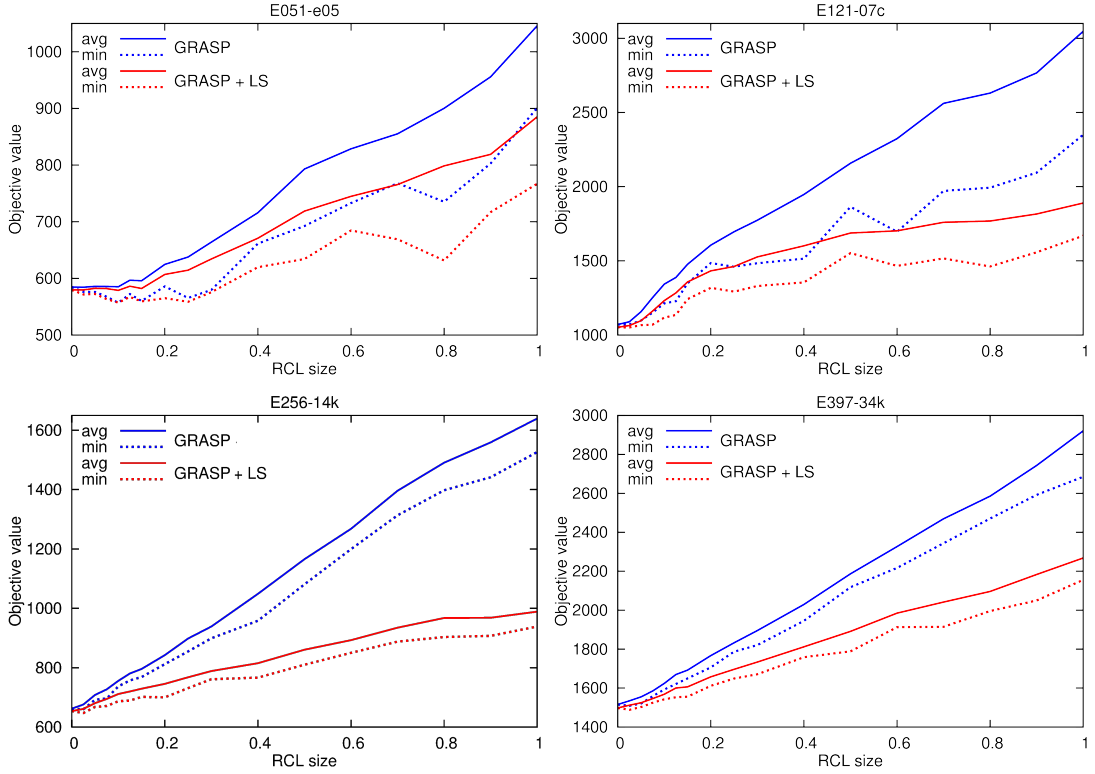 E051-e05
avg
min
GRASP
avg
min
GRASP + LS
Objective value
1000
900
800
700
600
500
0 0.2 0.4 0.6 0.8 1
RCL size
E121-07c
avg
min
GRASP
avg
min
GRASP + LS
Objective value
3000
2500
2000
1500
1000
0 0.2 0.4 0.6 0.8 1
RCL size
E256-14k
avg
min
GRASP
avg
min
GRASP + LS
Objective value
1600
1400
1200
1000
800
600
0 0.2 0.4 0.6 0.8 1
RCL size
E397-34k
avg
min
GRASP
avg
min
GRASP + LS
Objective value
3000
2800
2600
2400
2200
2000
1800
1600
1400
0 0.2 0.4 0.6 0.8 1
RCL size